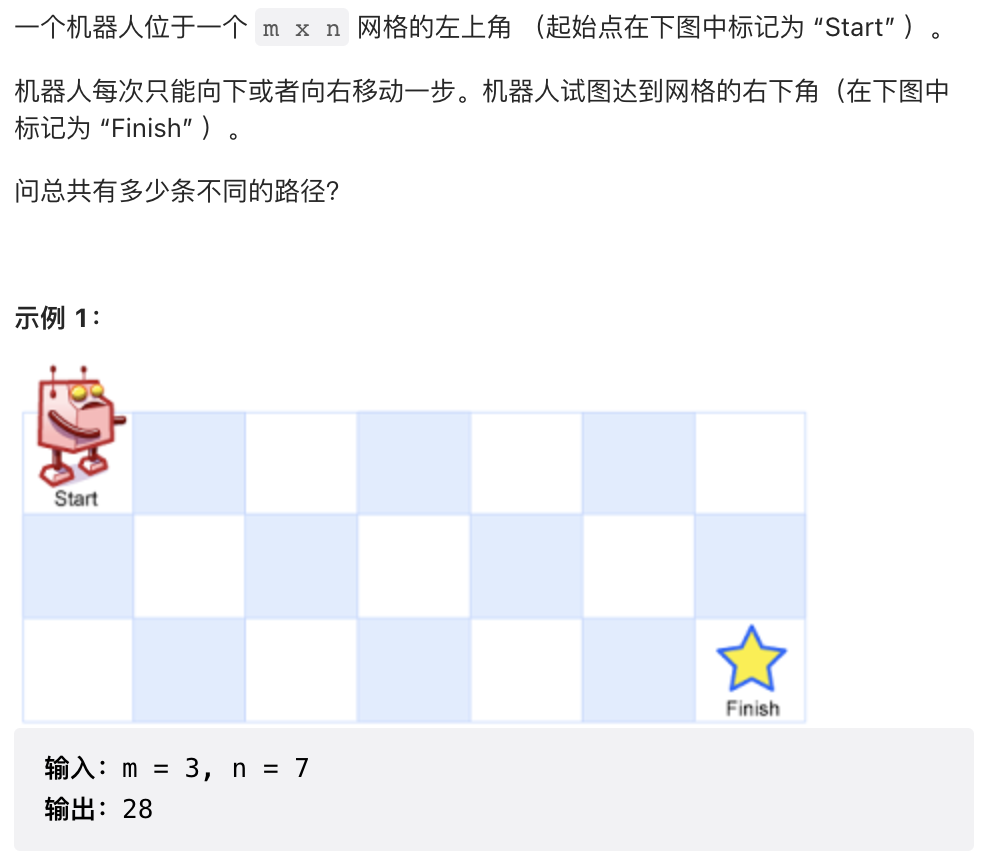 一个机器人位于一个 m x n 网格的左上角 （起始点在下图中标记为 “Start” ）。
机器人每次只能向下或者向右移动一步。机器人试图达到网格的右下角（在下图中
标记为 “Finish” ）。
问总共有多少条不同的路径？
示例 1：
Start
Finish
输入：m = 3, n = 7
输出：28